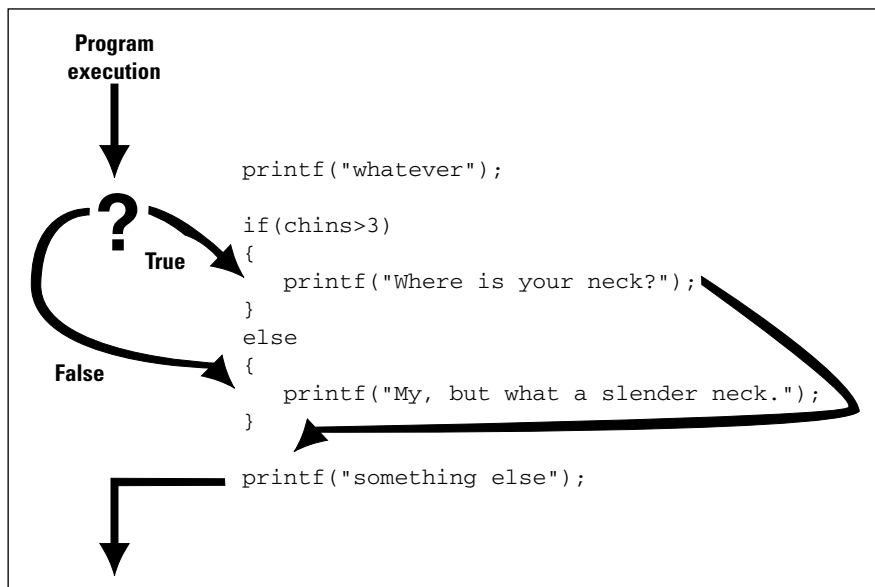 Program
execution
printf("whatever");
?
if(chins>3)
{
True
printf("Where is your neck?");
}
else
{
False
printf("My, but what a slender neck.");
}
printf("something else");